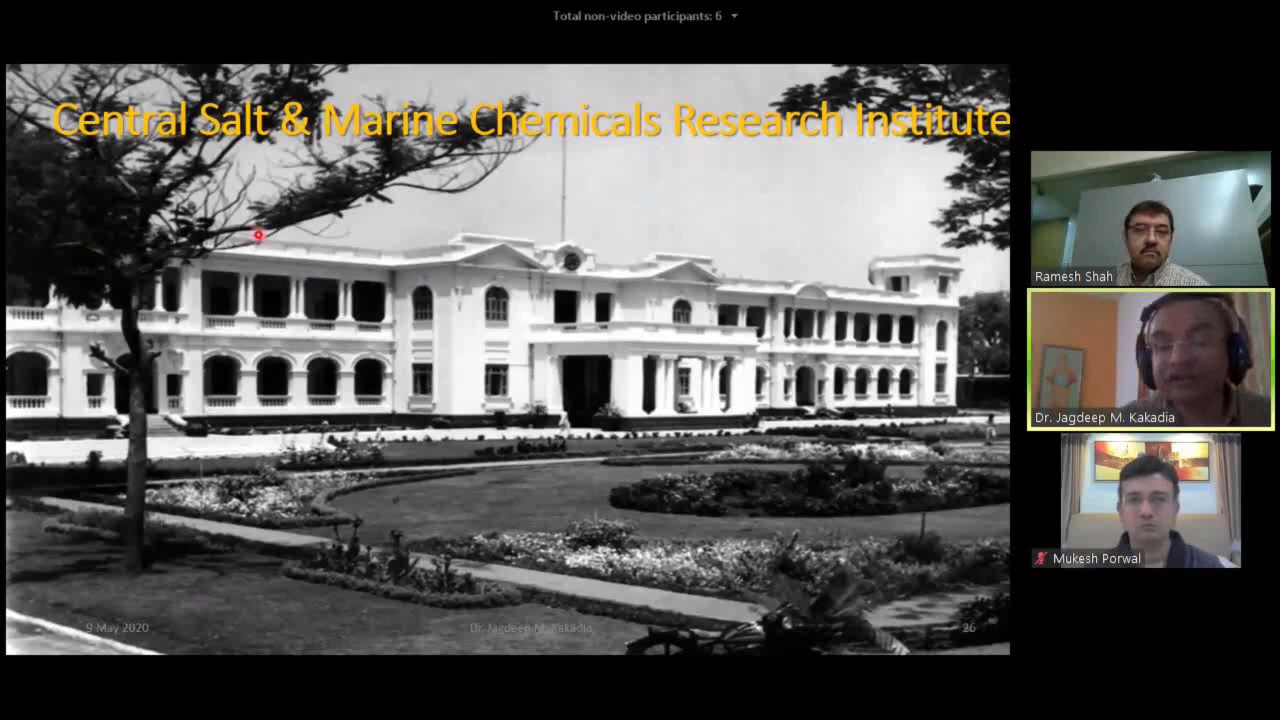 Total non-video participants: 6
Central Salt & Marine Chemicals Research Institute
Ramesh Shah
Dr. Jagdeep M. Kakadia
Mukesh Porwal
9 May 2020
Dr. Jagdeep M. Kakadia
26